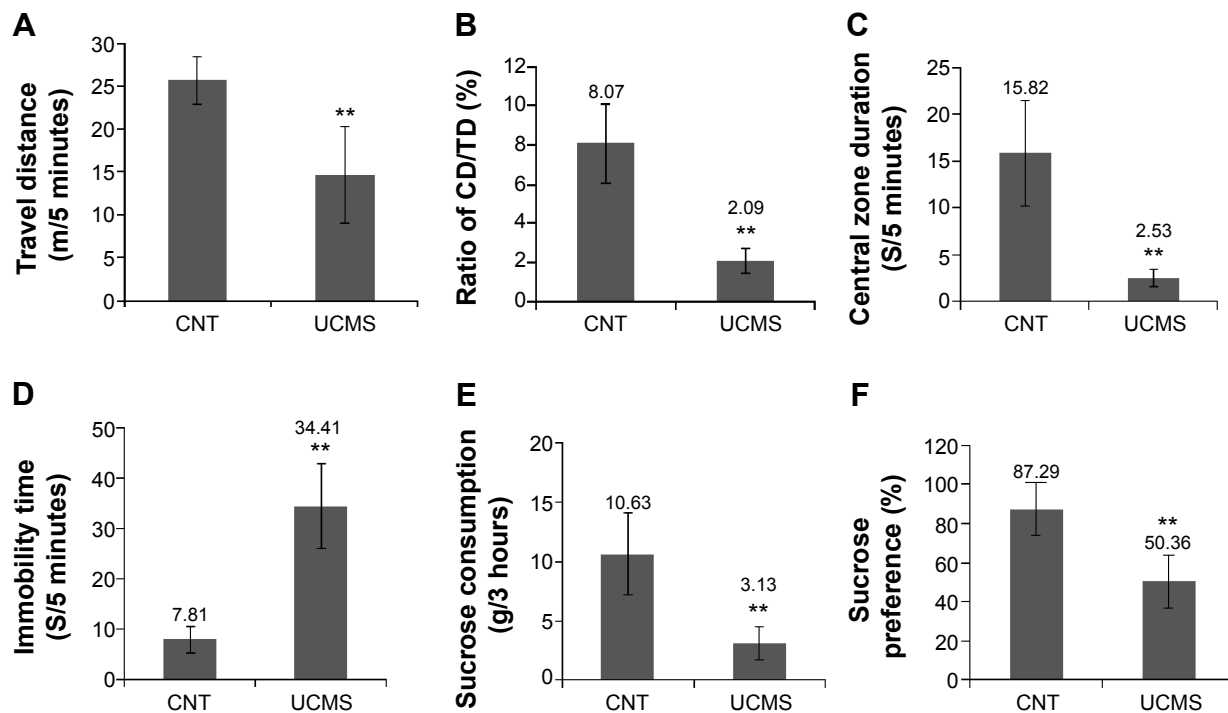 A
Travel distance
(m/5 minutes)
30
25
20
15
10
5
0
**
CNT
UCMS
B
Ratio of CD/TD (%)
12
10
8
6
4
2
0
8.07
2.09
**
CNT
UCMS
C
Central zone duration
(S/5 minutes)
25
20
15
10
5
0
15.82
2.53
**
CNT
UCMS
D
Immobility time
(S/5 minutes)
50
40
30
20
10
0
7.81
34.41
**
CNT
UCMS
E
Sucrose consumption
(g/3 hours)
20
15
10
5
0
10.63
3.13
**
CNT
UCMS
F
Sucrose
preference (%)
120
100
80
60
40
20
0
87.29
**
50.36
CNT
UCMS